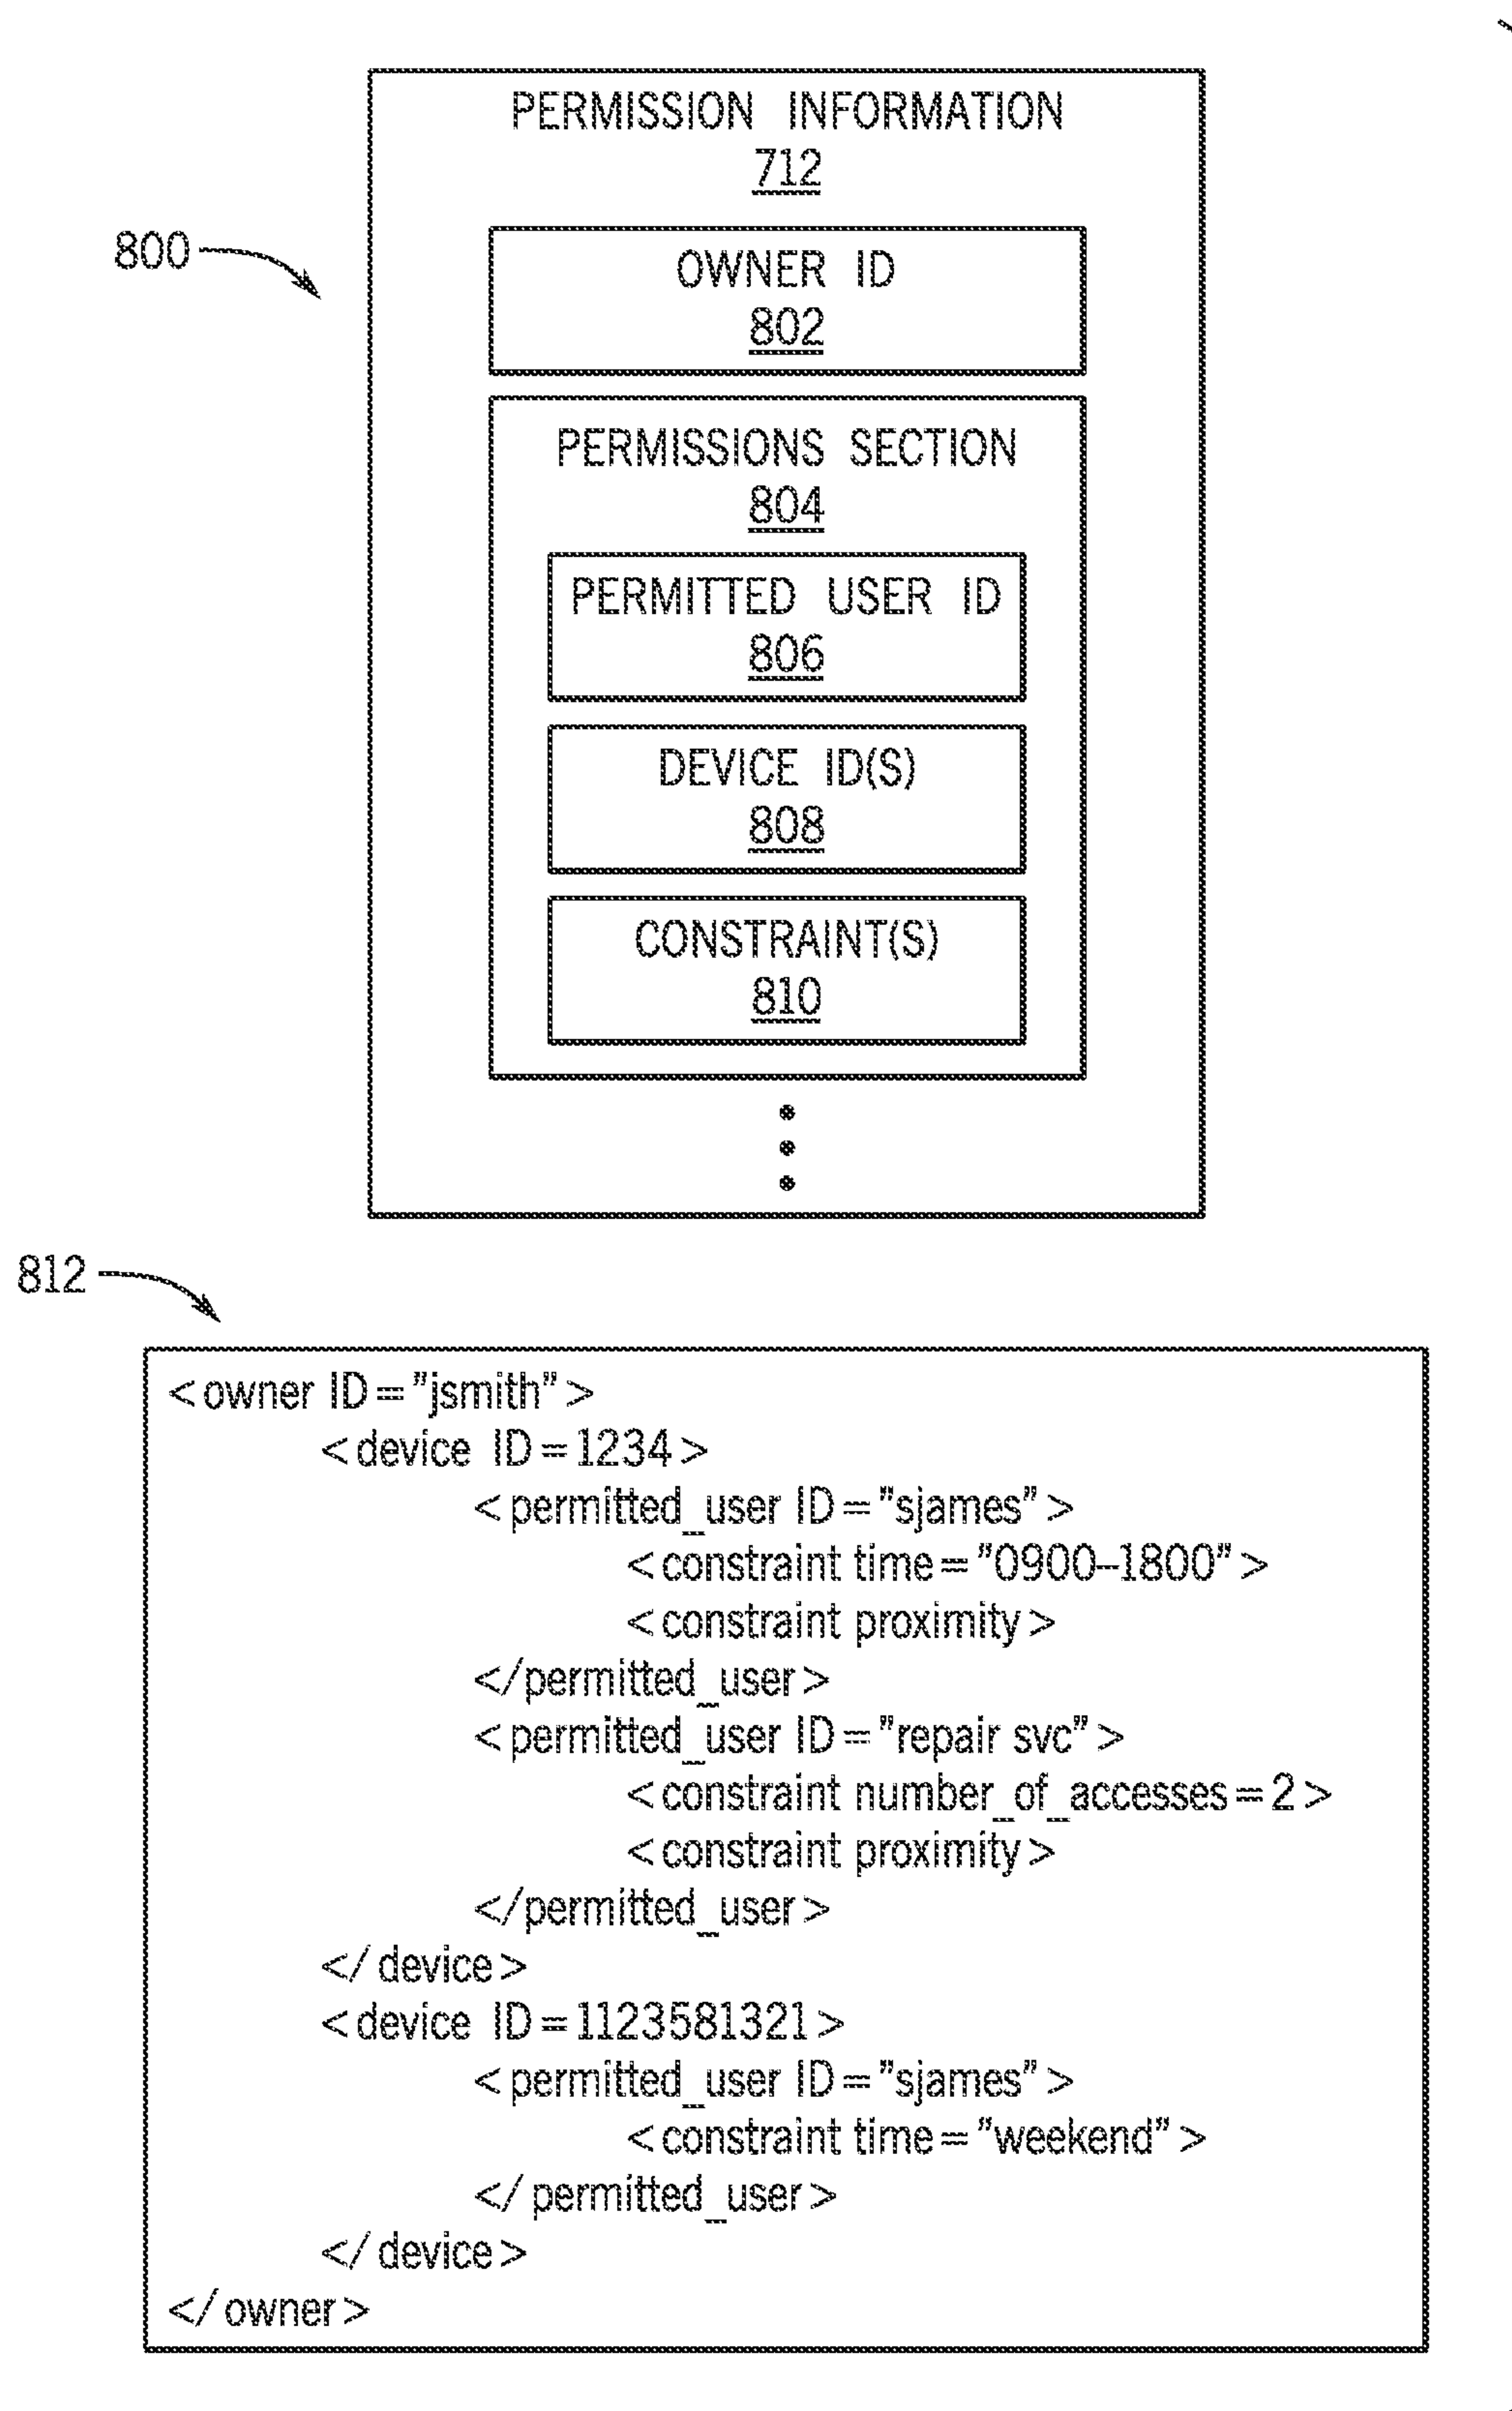 PERMISSION INFORMATION
712
800
OWNER ID
802
PERMISSIONS SECTION
804
PERMITTED USER ID
806
DEVICE ID(S)
808
CONSTRAINT(S)
810
812
<owner ID=”jsmith”>
<device ID=1234>
<permitted_user ID=”sjames”>
<constraint time=”0900–1800”>
<constraint proximity>
</permitted_user>
<permitted_user ID=”repair svc”>
<constraint number_of_accesses=2>
<constraint proximity>
</permitted_user>
</ device>
<device ID=1123581321>
<permitted_user ID=”sjames”>
<constraint time=”weekend”>
</ permitted_user>
</ device>
</ owner>